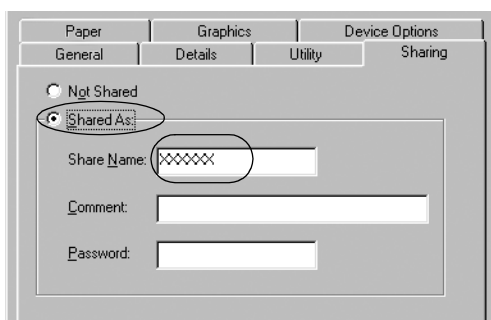 Paper Graphics Device Options
General Details Utility Sharing
Not Shared
Shared As:
Share Name: XXXXXX
Comment:
Password: